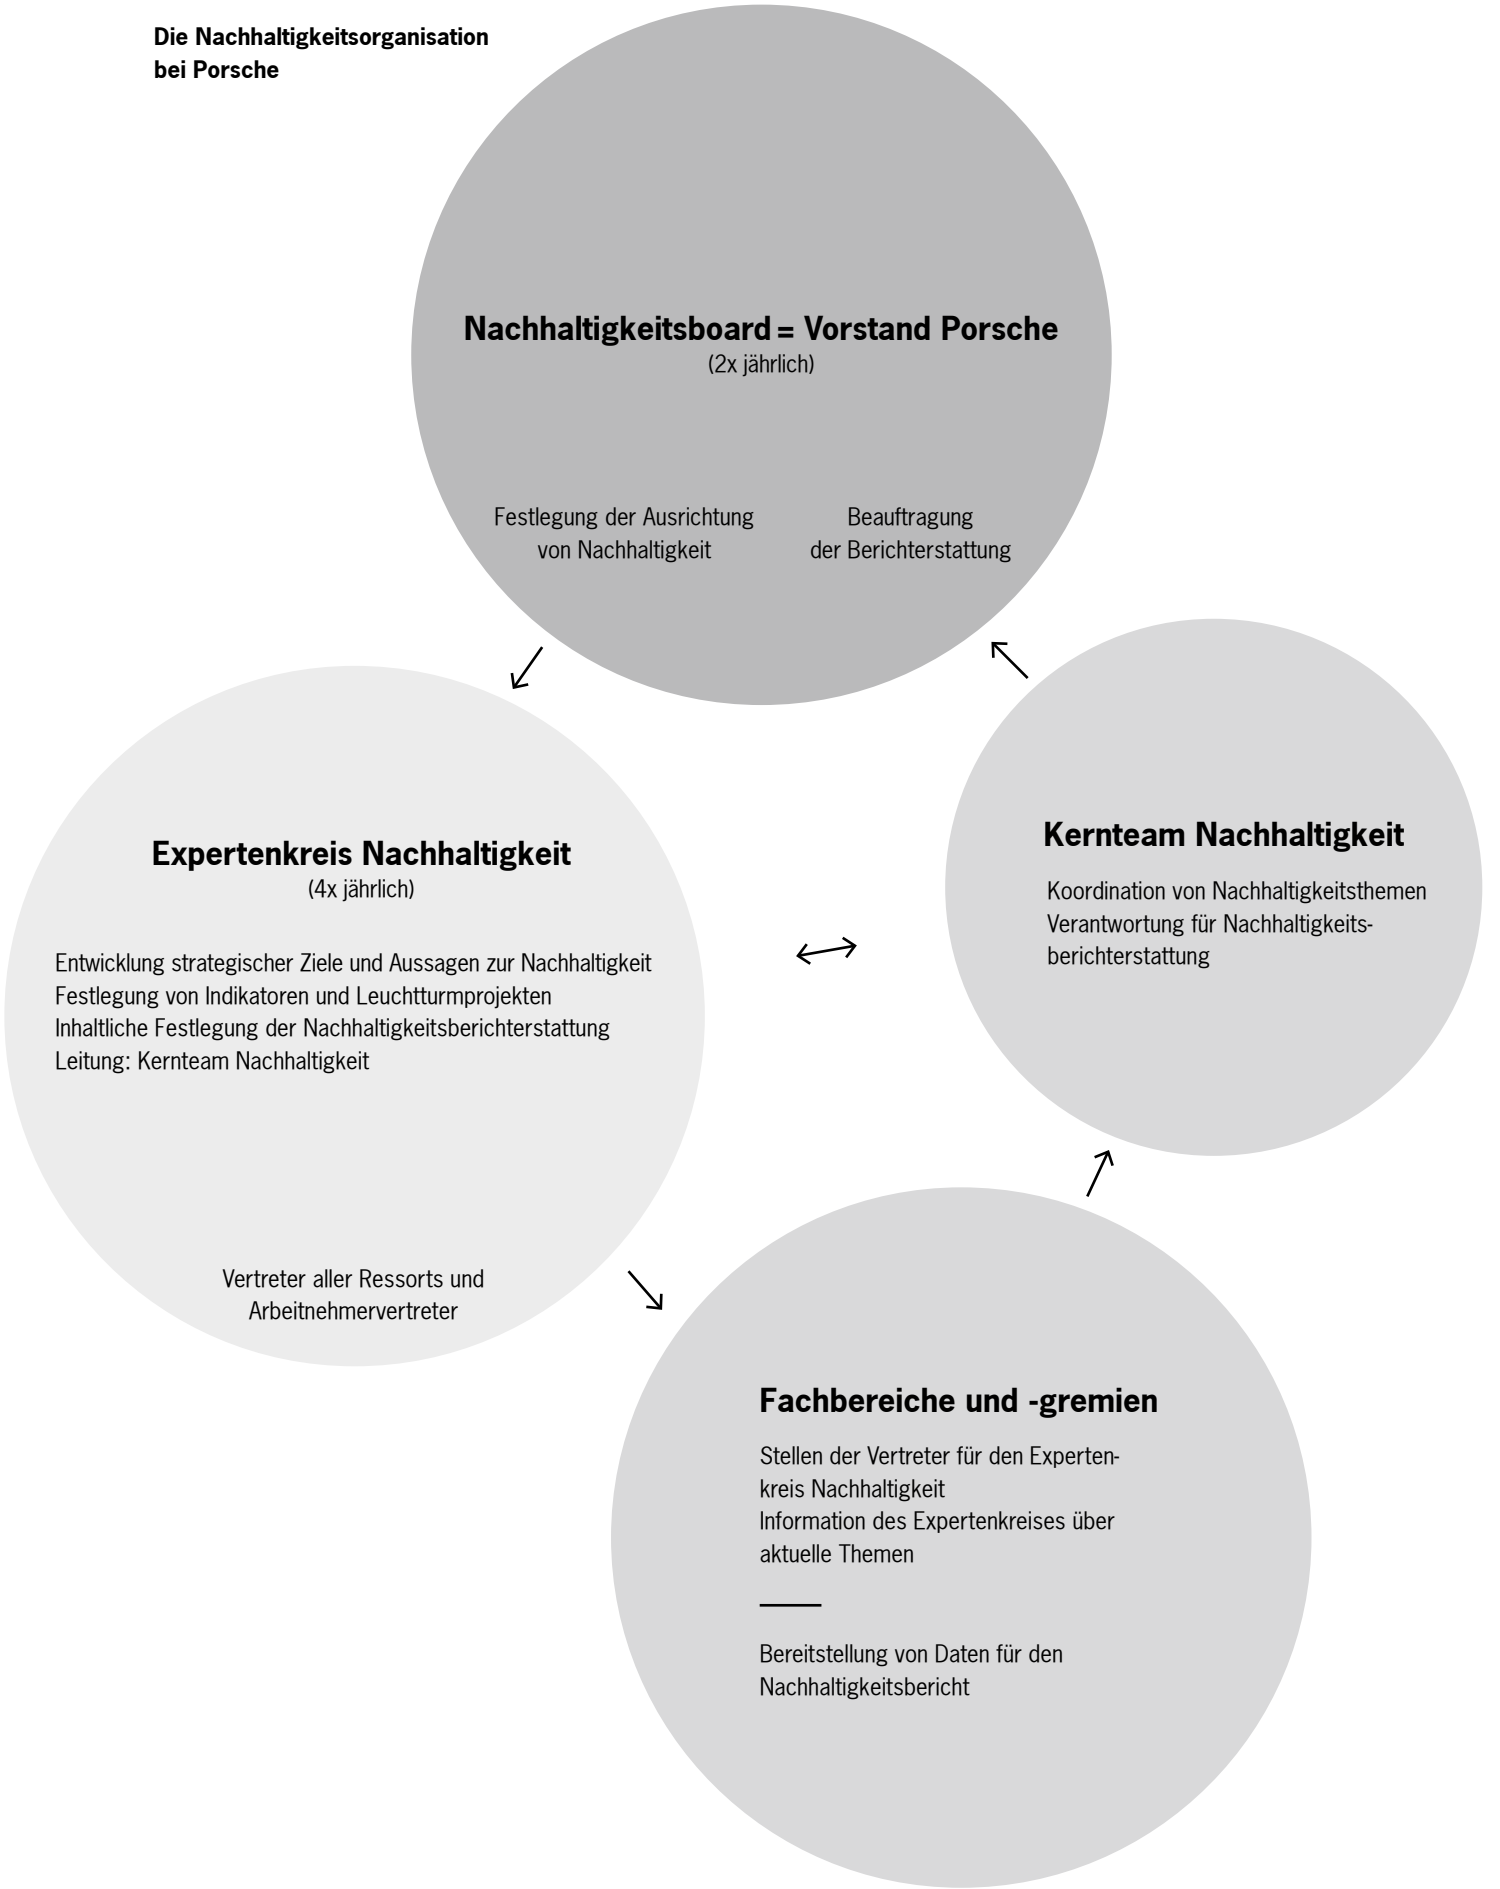 Die Nachhaltigkeitsorganisation
bei Porsche
Nachhaltigkeitsboard = Vorstand Porsche
(2x jährlich)
Festlegung der Ausrichtung
von Nachhaltigkeit
Beauftragung
der Berichterstattung
Expertenkreis Nachhaltigkeit
(4x jährlich)
Entwicklung strategischer Ziele und Aussagen zur Nachhaltigkeit
Festlegung von Indikatoren und Leuchtturmprojekten
Inhaltliche Festlegung der Nachhaltigkeitsberichterstattung
Leitung: Kernteam Nachhaltigkeit
Vertreter aller Ressorts und
Arbeitnehmervertreter
Kernteam Nachhaltigkeit
Koordination von Nachhaltigkeitsthemen
Verantwortung für Nachhaltigkeits-
berichterstattung
Fachbereiche und -gremien
Stellen der Vertreter für den Experten-
kreis Nachhaltigkeit
Information des Expertenkreises über
aktuelle Themen
Bereitstellung von Daten für den
Nachhaltigkeitsbericht